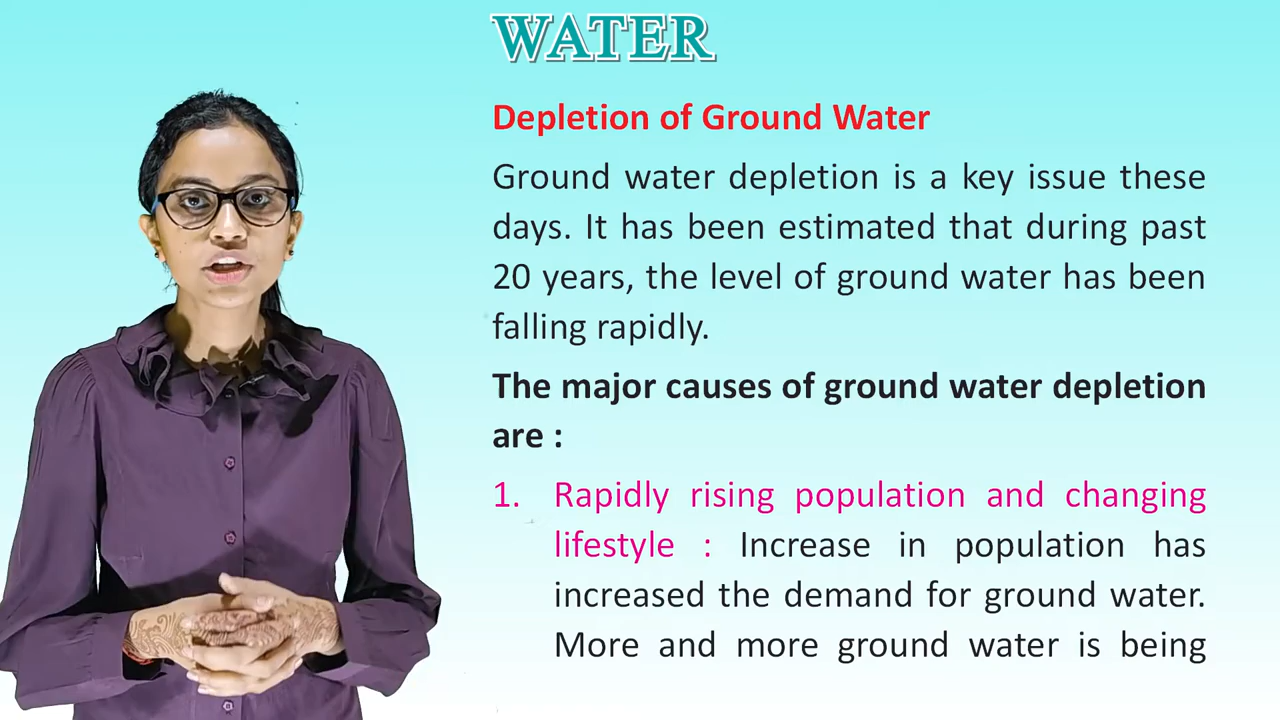 WATER
Depletion of Ground Water
Ground water depletion is a key issue these
days. It has been estimated that during past
20 years, the level of ground water has been
falling rapidly.
The major causes of ground water depletion
are :
1. Rapidly rising population and changing
lifestyle : Increase in population has
increased the demand for ground water.
More and more ground water is being